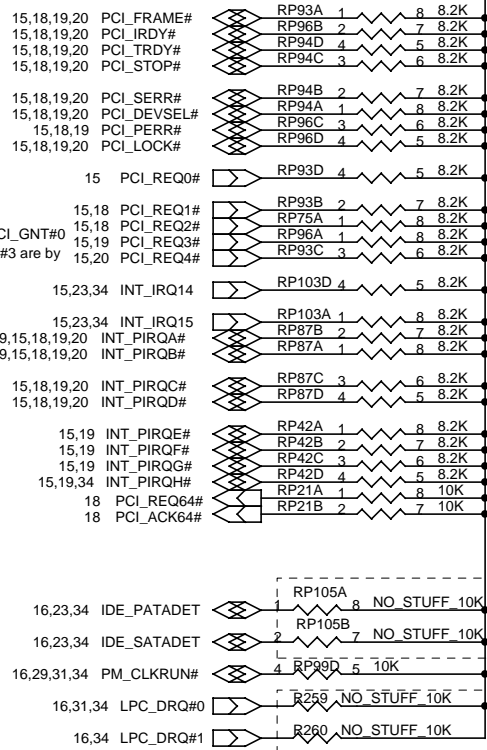 15,18,19,20 PCI_FRAME# RP93A 1 8 8.2K
15,18,19,20 PCI_IRDY# RP96B 2 7 8.2K
15,18,19,20 PCI_TRDY# RP94D 4 5 8.2K
15,18,19,20 PCI_STOP# RP94C 3 6 8.2K
15,18,19,20 PCI_SERR# RP94B 2 7 8.2K
15,18,19,20 PCI_DEVSEL# RP94A 1 8 8.2K
15,18,19 PCI_PERR# RP96C 3 6 8.2K
15,18,19,20 PCI_LOCK# RP96D 4 5 8.2K
15 PCI_REQ0# RP93D 4 5 8.2K
15,18 PCI_REQ1# RP93B 2 7 8.2K
CI_GNT#0 15,18 PCI_REQ2# RP75A 1 8 8.2K
#3 are by 15,19 PCI_REQ3# RP96A 1 8 8.2K
15,20 PCI_REQ4# RP93C 3 6 8.2K
15,23,34 INT_IRQ14 RP103D 4 5 8.2K
15,23,34 INT_IRQ15 RP103A 1 8 8.2K
9,15,18,19,20 INT_PIRQA# RP87B 2 7 8.2K
9,15,18,19,20 INT_PIRQB# RP87A 1 8 8.2K
15,18,19,20 INT_PIRQC# RP87C 3 6 8.2K
15,18,19,20 INT_PIRQD# RP87D 4 5 8.2K
15,19 INT_PIRQE# RP42A 1 8 8.2K
15,19 INT_PIRQF# RP42B 2 7 8.2K
15,19 INT_PIRQG# RP42C 3 6 8.2K
15,19,34 INT_PIRQH# RP42D 4 5 8.2K
18 PCI_REQ64# RP21A 1 8 10K
18 PCI_ACK64# RP21B 2 7 10K
16,23,34 IDE_PATADET 1 RP105A 8 NO_STUFF_10K
16,23,34 IDE_SATADET 2 RP105B 7 NO_STUFF_10K
16,29,31,34 PM_CLKRUN# 4 RP99D 5 10K
16,31,34 LPC_DRQ#0 R259 NO_STUFF_10K
16,34 LPC_DRQ#1 R260 NO_STUFF_10K